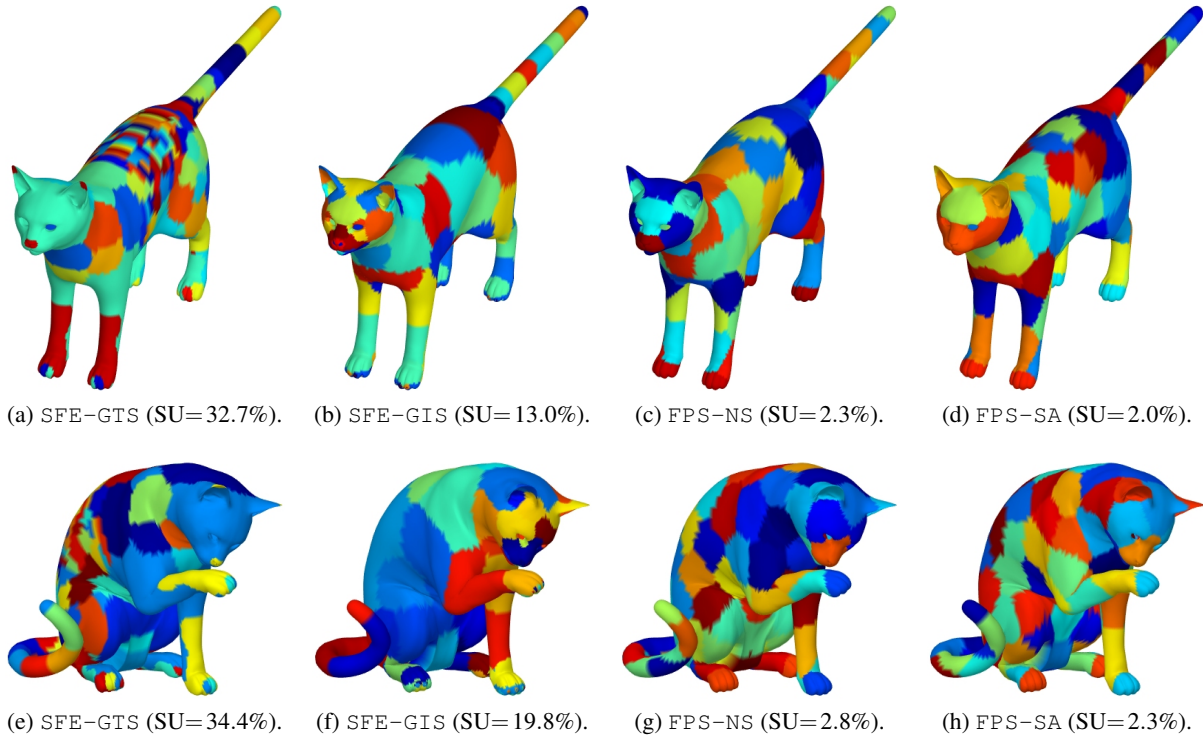 (a) SFE-GTS (SU=32.7%).
(b) SFE-GIS (SU=13.0%).
(c) FPS-NS (SU=2.3%).
(d) FPS-SA (SU=2.0%).
(e) SFE-GTS (SU=34.4%).
(f) SFE-GIS (SU=19.8%).
(g) FPS-NS (SU=2.8%).
(h) FPS-SA (SU=2.3%).